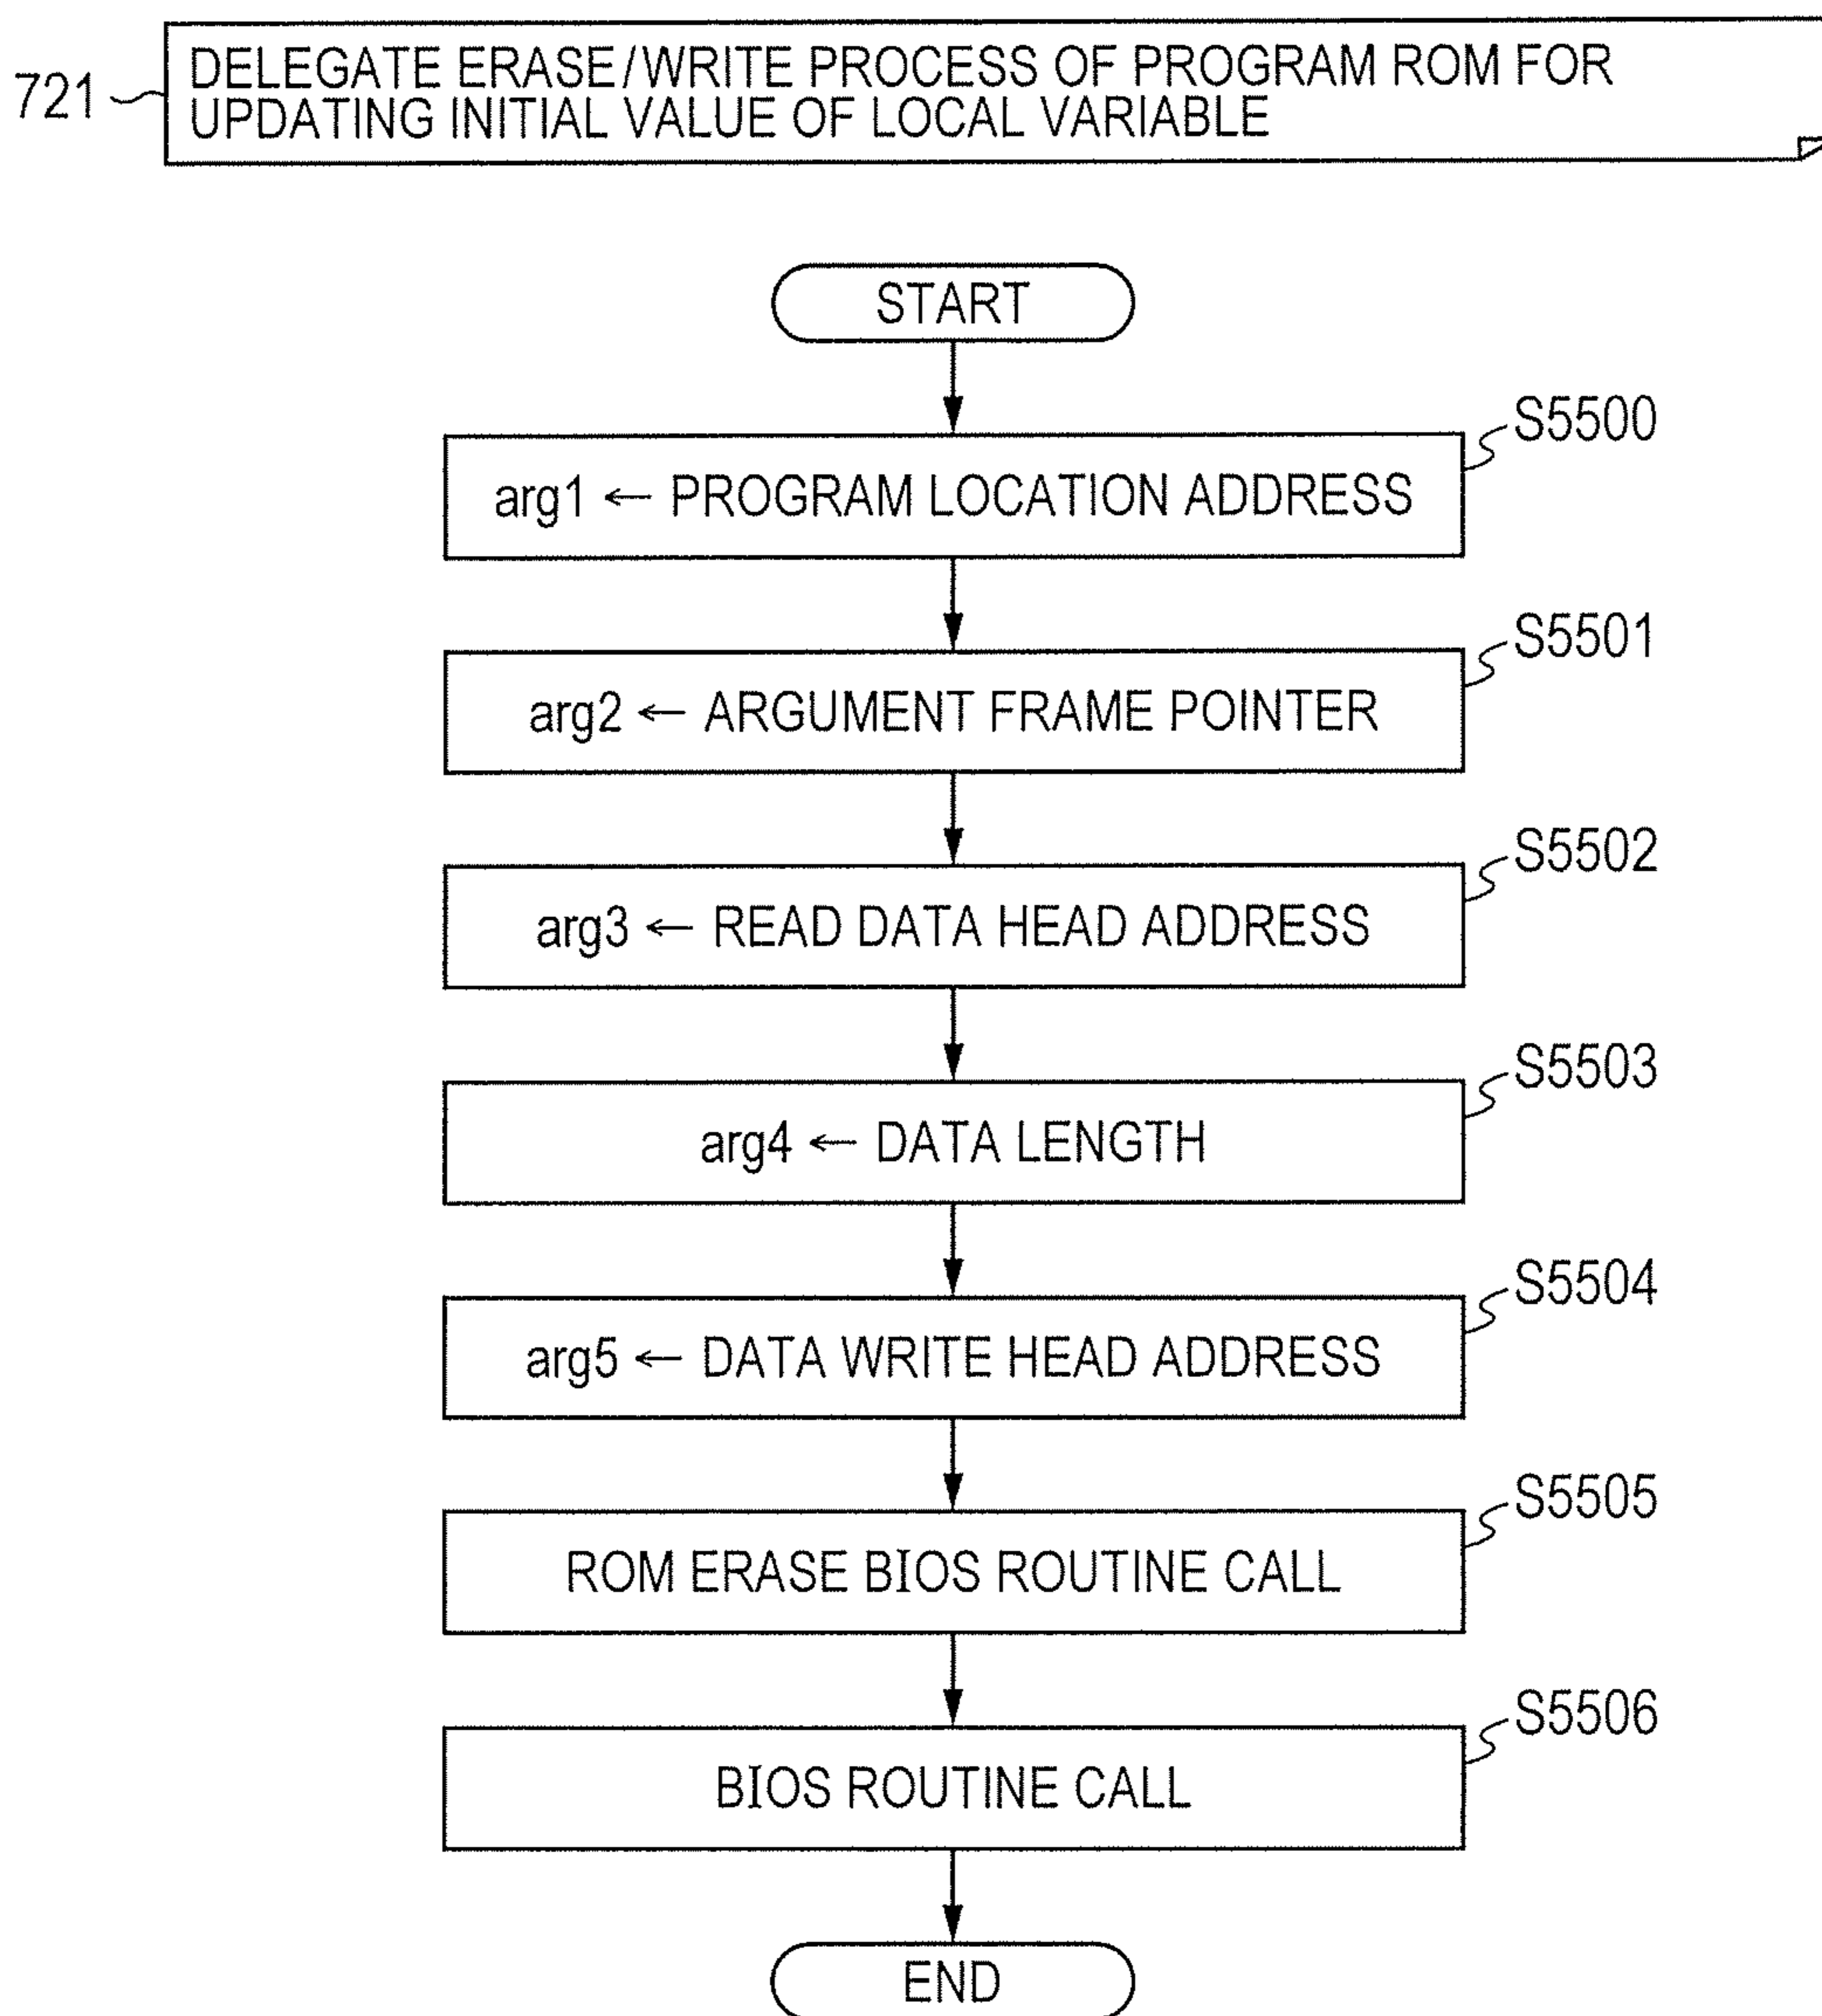 721
DELEGATE ERASE/WRITE PROCESS OF PROGRAM ROM FOR
UPDATING INITIAL VALUE OF LOCAL VARIABLE
START
S5500
arg1 ← PROGRAM LOCATION ADDRESS
S5501
arg2 ← ARGUMENT FRAME POINTER
S5502
arg3 ← READ DATA HEAD ADDRESS
S5503
arg4 ← DATA LENGTH
S5504
arg5 ← DATA WRITE HEAD ADDRESS
S5505
ROM ERASE BIOS ROUTINE CALL
S5506
BIOS ROUTINE CALL
END